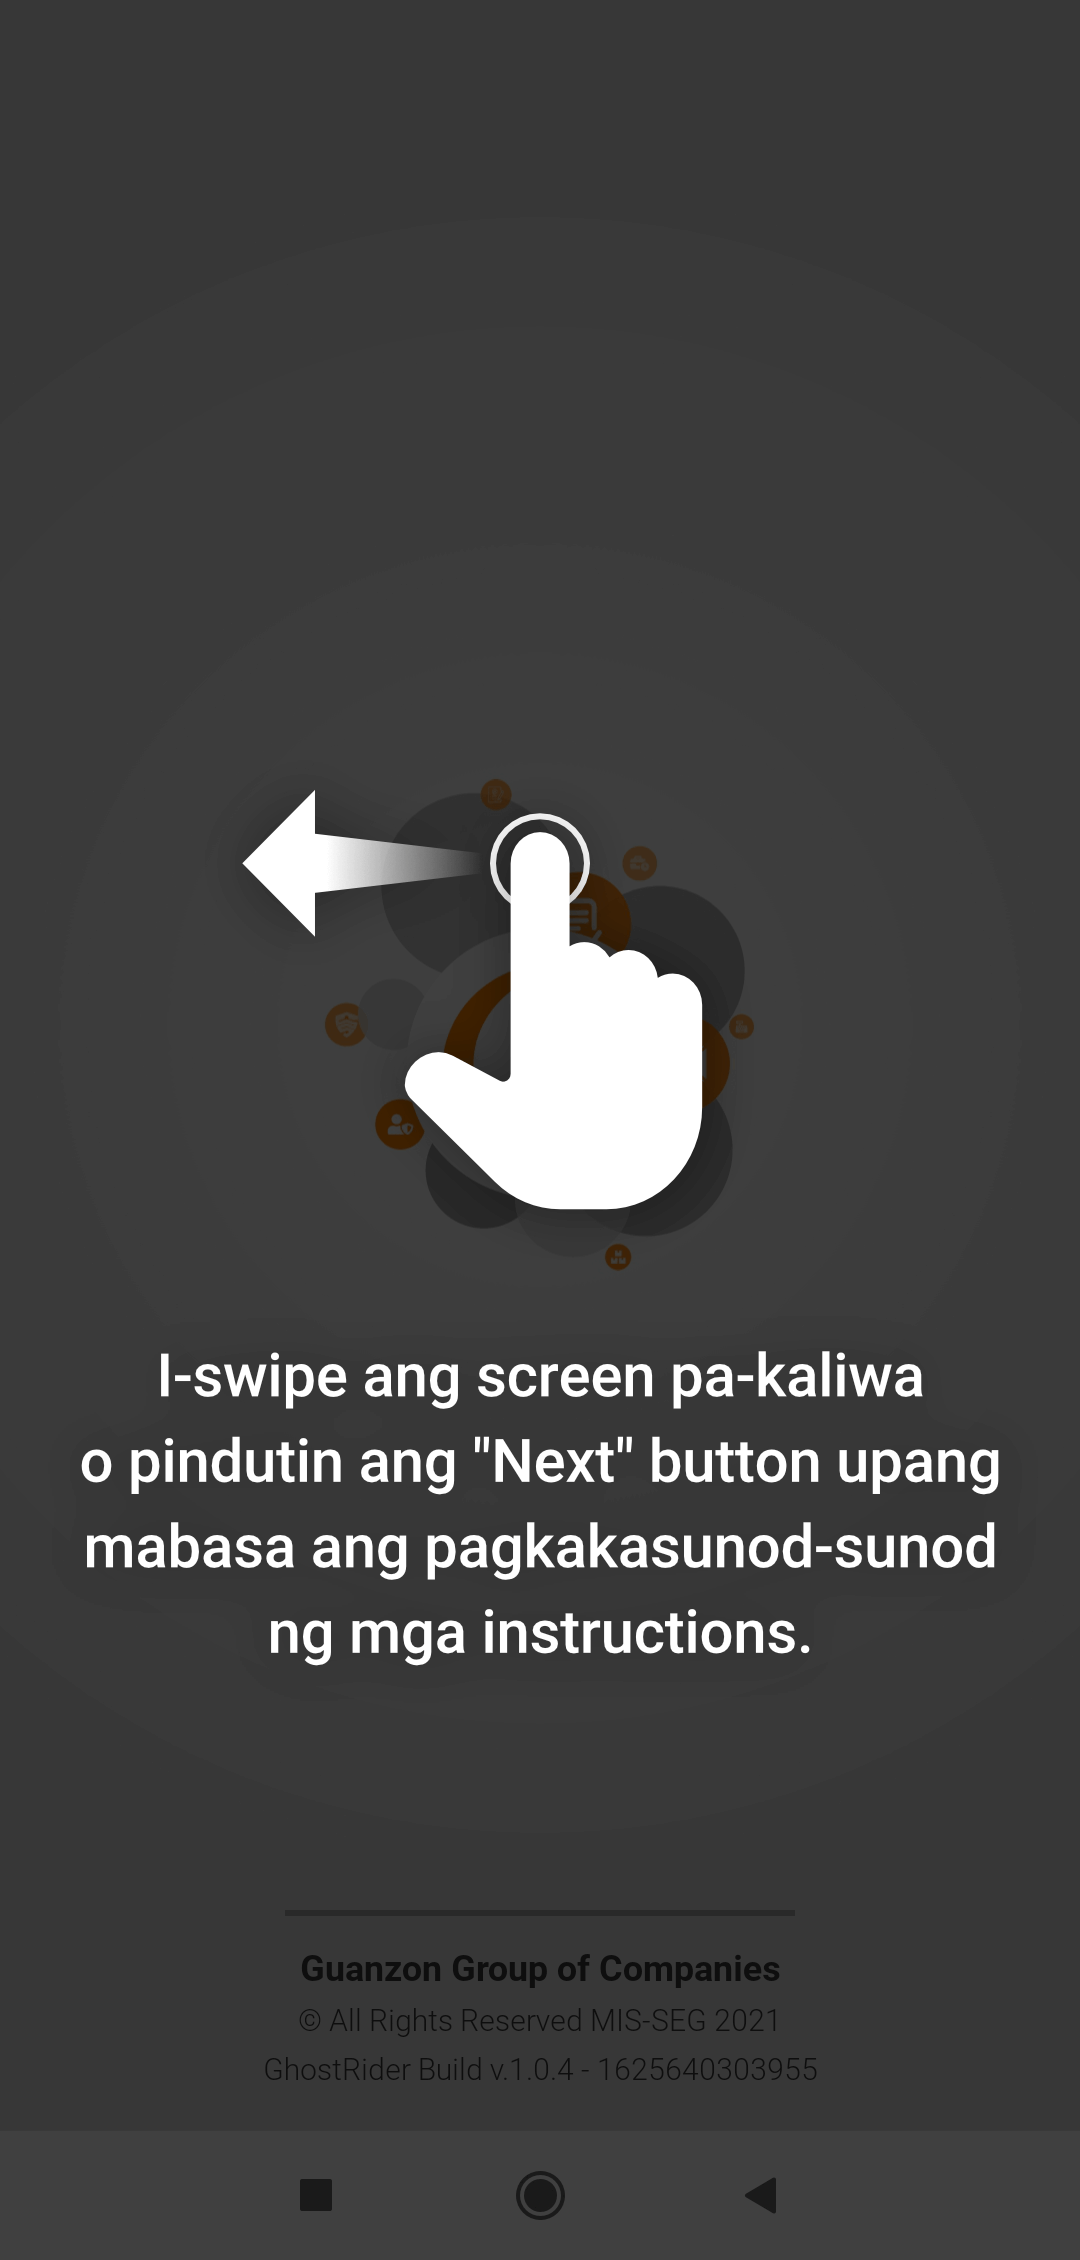 I-swipe ang screen pa-kaliwa
o pindutin ang "Next" button upang
mabasa ang pagkakasunod-sunod
ng mga instructions.
Guanzon Group of Companies
© All Rights Reserved MIS-SEG 2021
GhostRider Build v.1.0.4 - 1625640303955